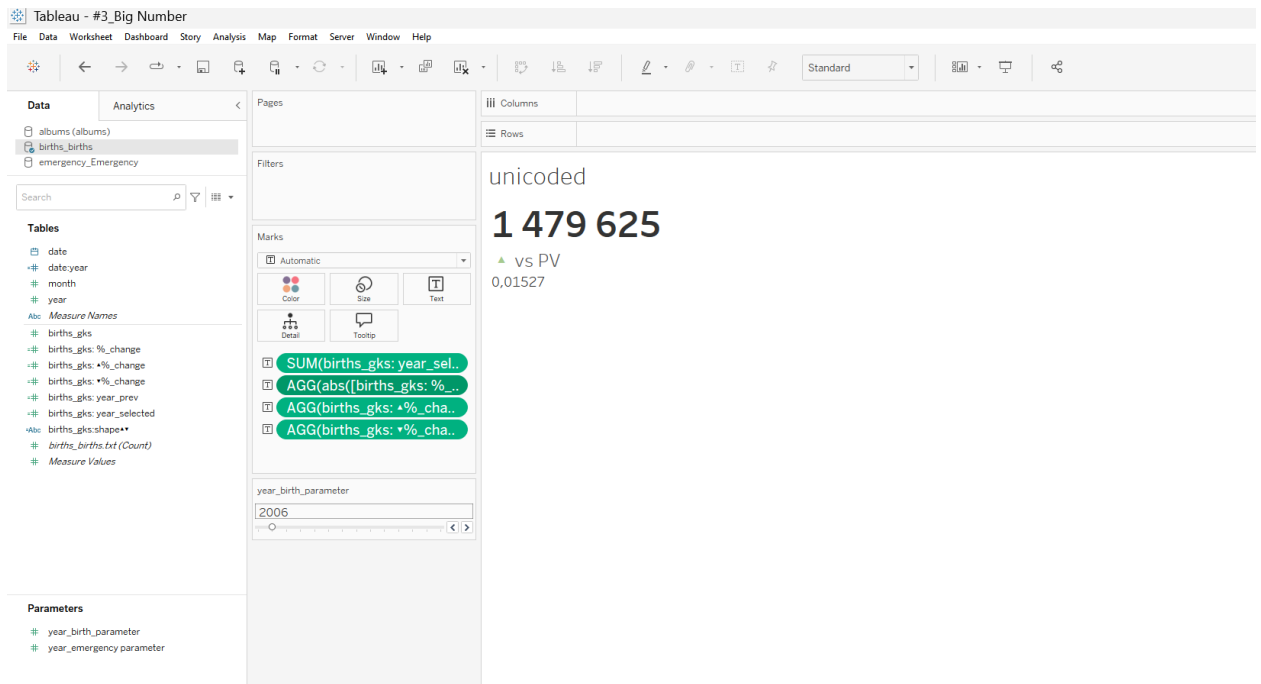 Tableau - #3_Big Number
File Data Worksheet Dashboard Story Analysis Map Format Server Window Help
Standard
Data
Analytics
albums (albums)
births_births
emergency_Emergency
Search
Tables
date
date:year
month
year
Abc Measure Names
births_gks
births_gks: %_change
births_gks: ▲%_change
births_gks: ▼%_change
births_gks: year_prev
births_gks: year_selected
Abc births_gks:shape▲▼
births_births.txt (Count)
Measure Values
Parameters
year_birth_parameter
year_emergency parameter
Pages
Filters
Marks
T Automatic
Color
Size
T
Text
Detail
Tooltip
T SUM(births_gks: year_sel..
T AGG(abs([births_gks: %_..
T AGG(births_gks: ▲%_cha..
T AGG(births_gks: ▼%_cha..
year_birth_parameter
2006
Columns
Rows
unicoded
1 479 625
▲ vs PV
0,01527